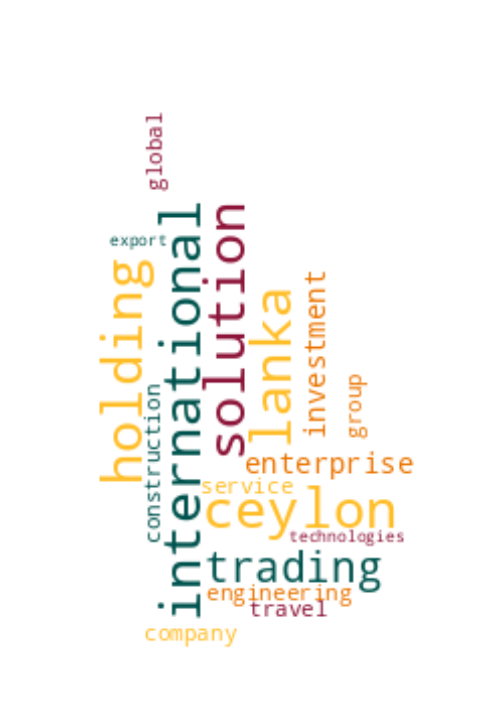 global
export
international
solution
holding
lanka
investment
group
construction
enterprise
service
ceylon
technologies
trading
engineering
travel
company